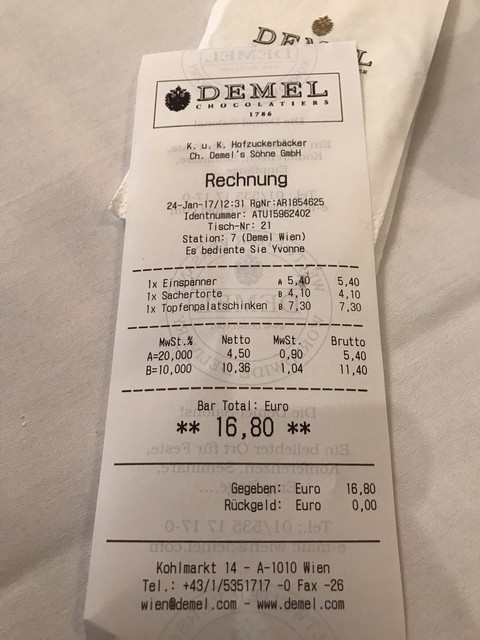 DEMEL
DEMEL
CHOCOLATIERS
1786
K. u. K. Hofzuckerbäcker
Ch. Demel's Söhne GmbH
Rechnung
24-Jan-17/12:31 RgNr:AR1854625
Identnummer: ATU15962402
Tisch-Nr: 21
Station: 7 (Demel Wien)
Es bediente Sie Yvonne
1x Einspanner A 5,40 5,40
1x Sachertorte B 4,10 4,10
1x Topfenpalatschinken B 7,30 7,30
MwSt.% Netto MwSt. Brutto
A=20,000 4,50 0,90 5,40
B=10,000 10,36 1,04 11,40
Bar Total: Euro
** 16,80 **
Gegeben: Euro 16,80
Rückgeld: Euro 0,00
Kohlmarkt 14 - A-1010 Wien
Tel.: +43/1/5351717 -0 Fax -26
wien@demel.com - www.demel.com